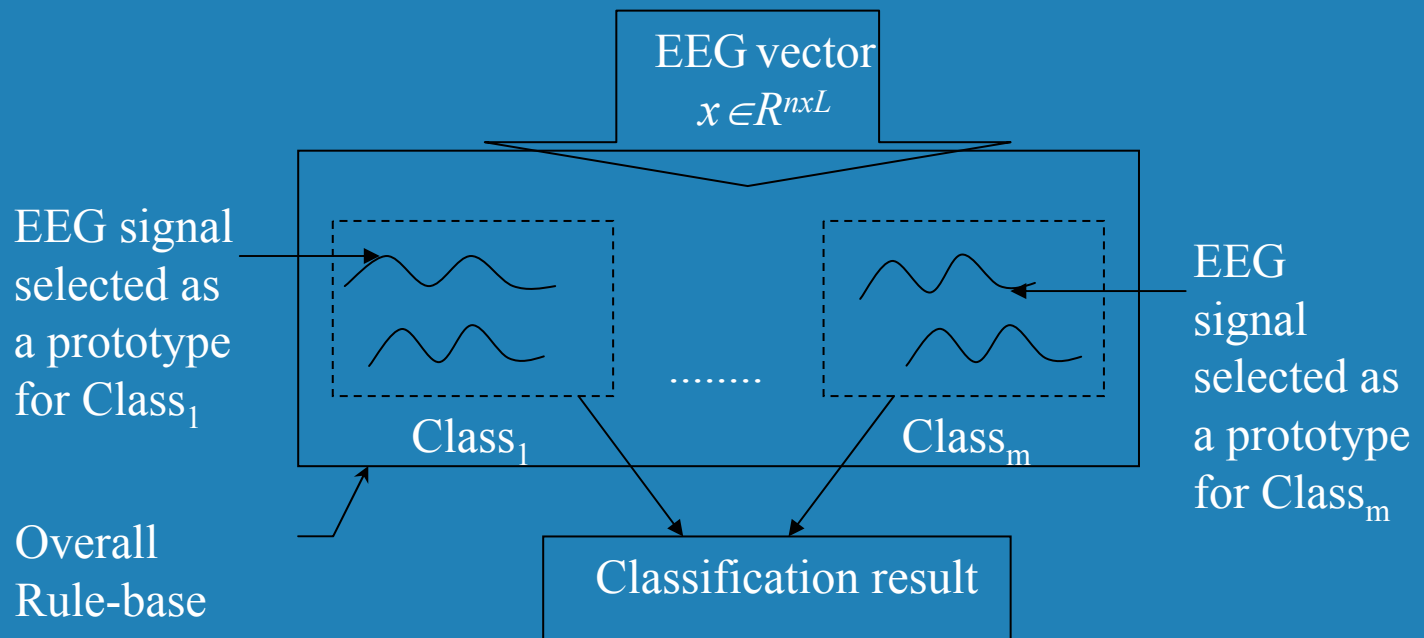 EEG vector
x ∈R^{nxL}
EEG signal
selected as
a prototype
for Class₁
EEG
signal
selected as
a prototype
for Classₘ
........
Class₁
Classₘ
Overall
Rule-base
Classification result